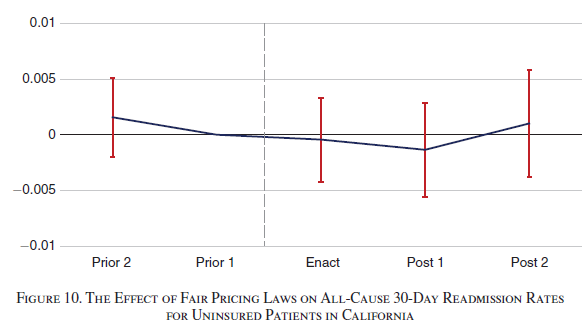 0.01
0.005
0
−0.005
−0.01
Prior 2 Prior 1 Enact Post 1 Post 2
FIGURE 10. THE EFFECT OF FAIR PRICING LAWS ON ALL-CAUSE 30-DAY READMISSION RATES
FOR UNINSURED PATIENTS IN CALIFORNIA